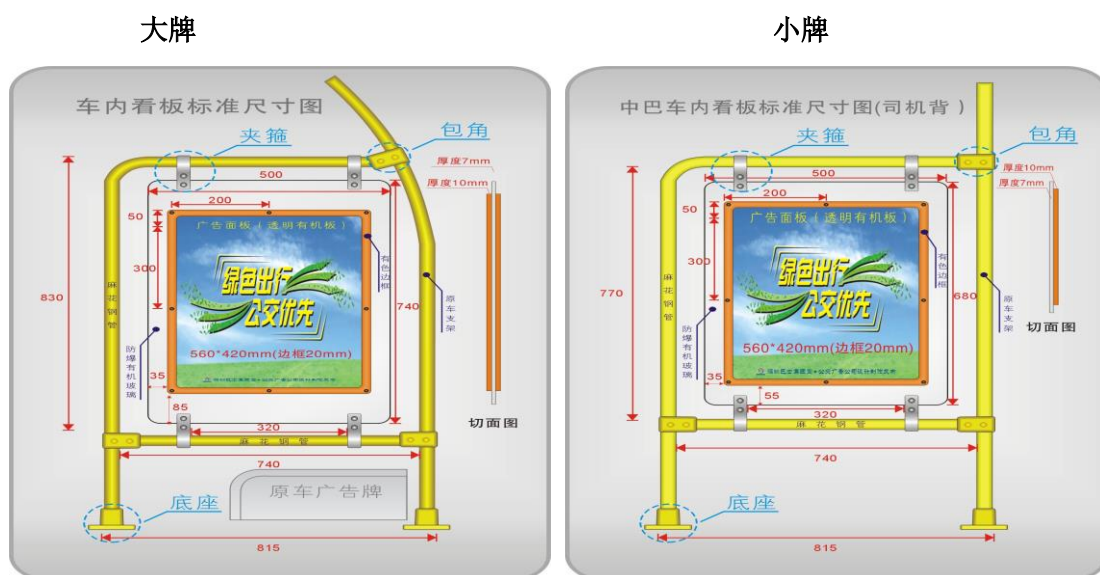 大牌
小牌
车内看板标准尺寸图
夹箍
包角
500
厚度7mm
厚度10mm
200
50
广告面板（透明有机板）
有色边框
300
麻花钢管
绿色出行
公交优先
830
740
原车支架
防爆有机玻璃
560*420mm(边框20mm)
35
85
切面图
320
麻花钢管
740
原车广告牌
底座
815
中巴车内看板标准尺寸图(司机背）
夹箍
包角
500
厚度10mm
厚度7mm
200
50
广告面板（透明有机板）
有色边框
300
麻花钢管
绿色出行
公交优先
770
680
原车支架
防爆有机玻璃
560*420mm(边框20mm)
35
55
切面图
320
麻花钢管
740
底座
815